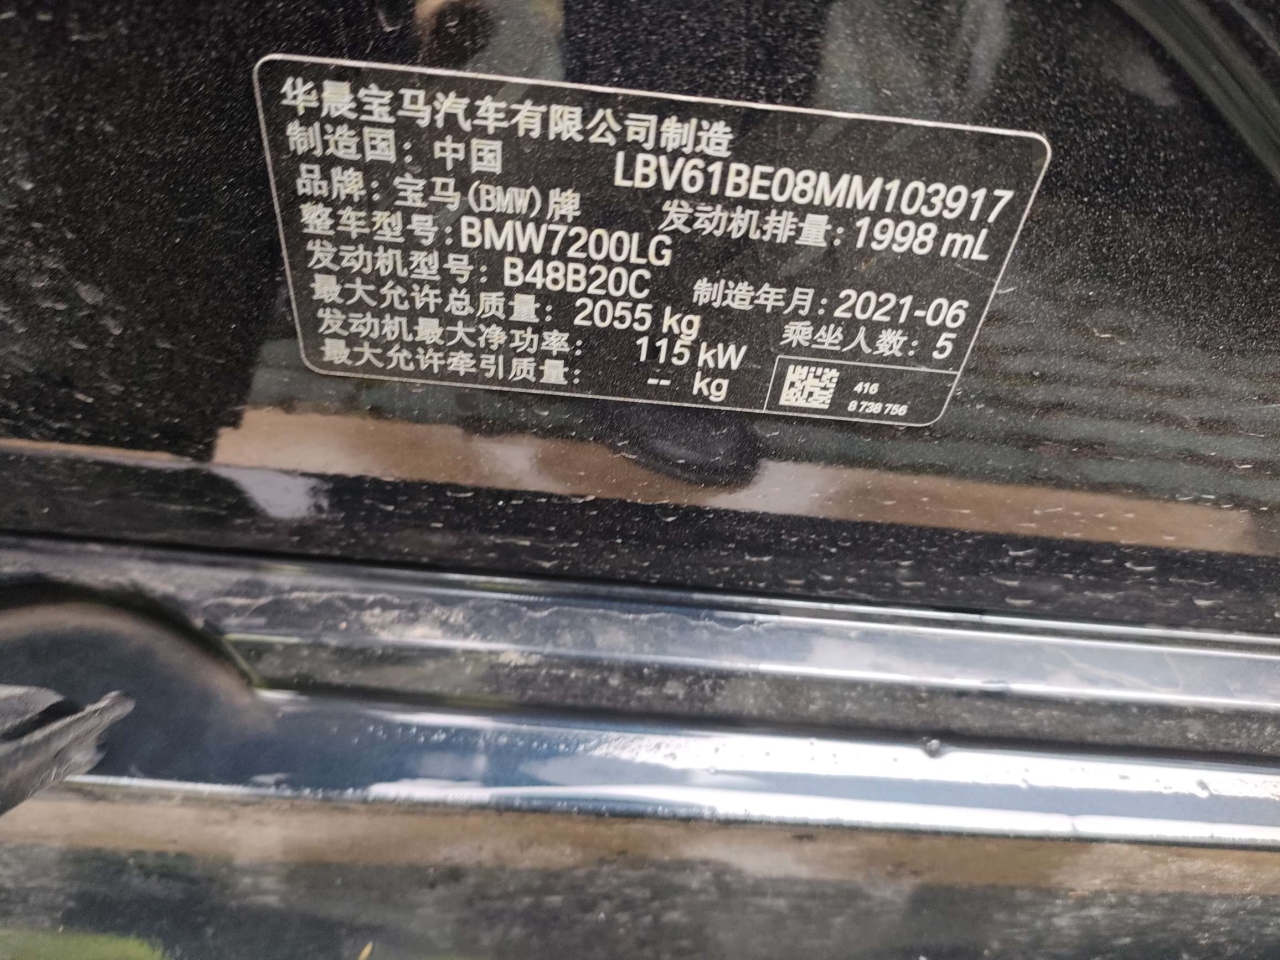 华晨宝马汽车有限公司制造
制造国：中国 LBV61BE08MM103917
品牌：宝马(BMW)牌 发动机排量：1998 mL
整车型号：BMW7200LG
发动机型号：B48B20C 制造年月：2021-06
最大允许总质量：2055 kg 乘坐人数：5
发动机最大净功率：115 kW
最大允许牵引质量：-- kg
416
8 738 756